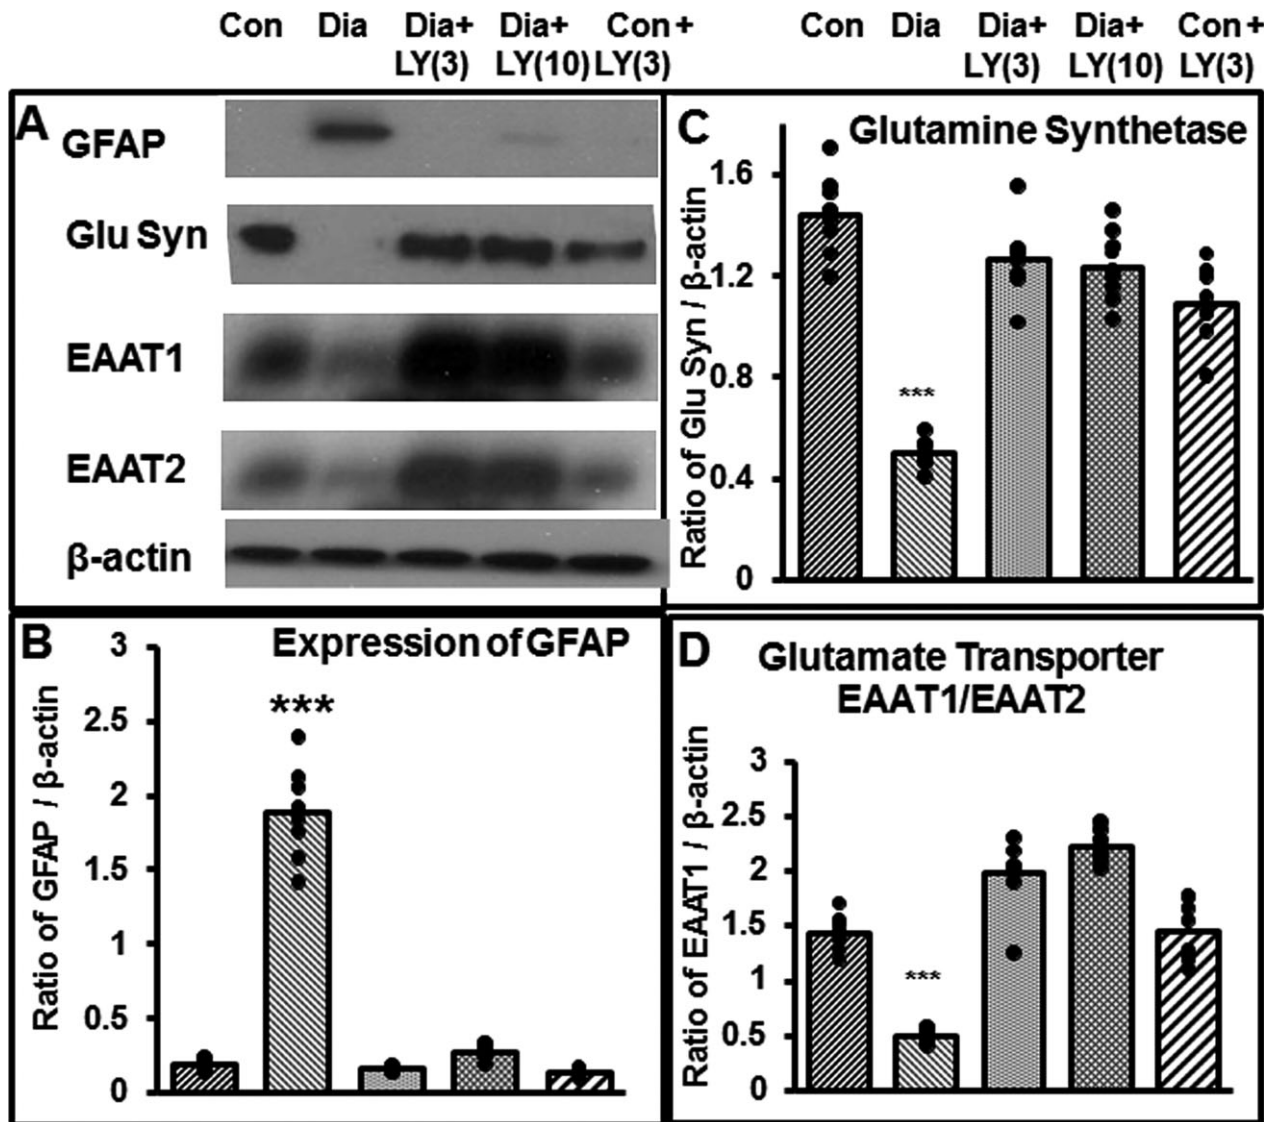 Con Dia Dia+ Dia+ Con+
LY(3) LY(10) LY(3)
Con Dia Dia+ Dia+ Con+
LY(3) LY(10) LY(3)
A
GFAP
Glu Syn
EAAT1
EAAT2
β-actin
B
Expression of GFAP
Ratio of GFAP / β-actin
3
2.5
2
1.5
1
0.5
0
***
C
Glutamine Synthetase
Ratio of Glu Syn / β-actin
1.6
1.2
0.8
0.4
0
***
D
Glutamate Transporter
EAAT1/EAAT2
Ratio of EAAT1 / β-actin
3
2.5
2
1.5
1
0.5
0
***